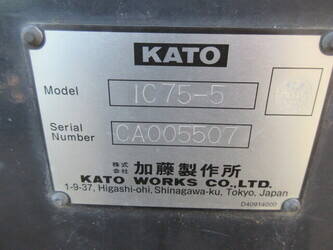 KATO
Model IC75-5
Serial Number CA005507
株式会社 加藤製作所
KATO WORKS CO.,LTD.
1-9-37, Higashi-ohi, Shinagawa-ku, Tokyo, Japan
D40914000